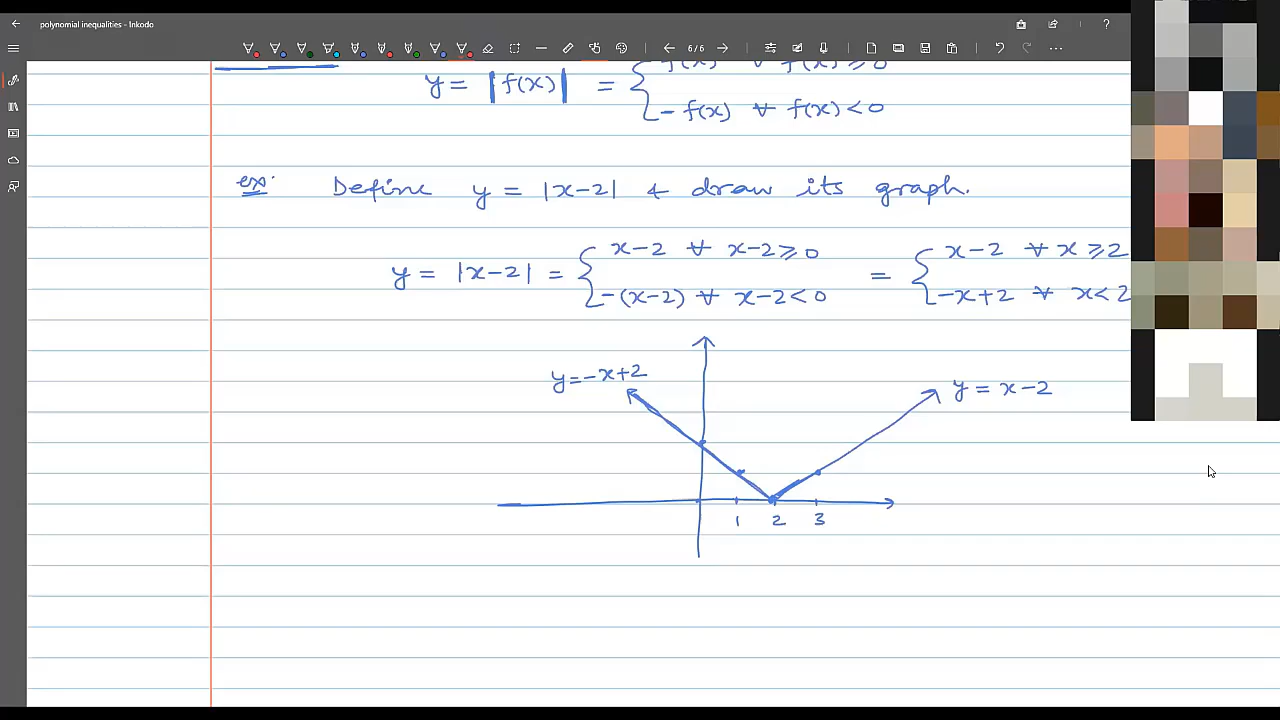 polynomial inequalities - Inkodo
6/6
?
f(x) ∀ f(x) ≥ 0
y = |f(x)| = {
-f(x) ∀ f(x) < 0
ex: Define y = |x-2| & draw its graph.
x-2 ∀ x-2 ≥ 0
x-2 ∀ x ≥ 2
y = |x-2| = {
= {
-(x-2) ∀ x-2 < 0
-x+2 ∀ x < 2
y=-x+2
y = x-2
1 2 3